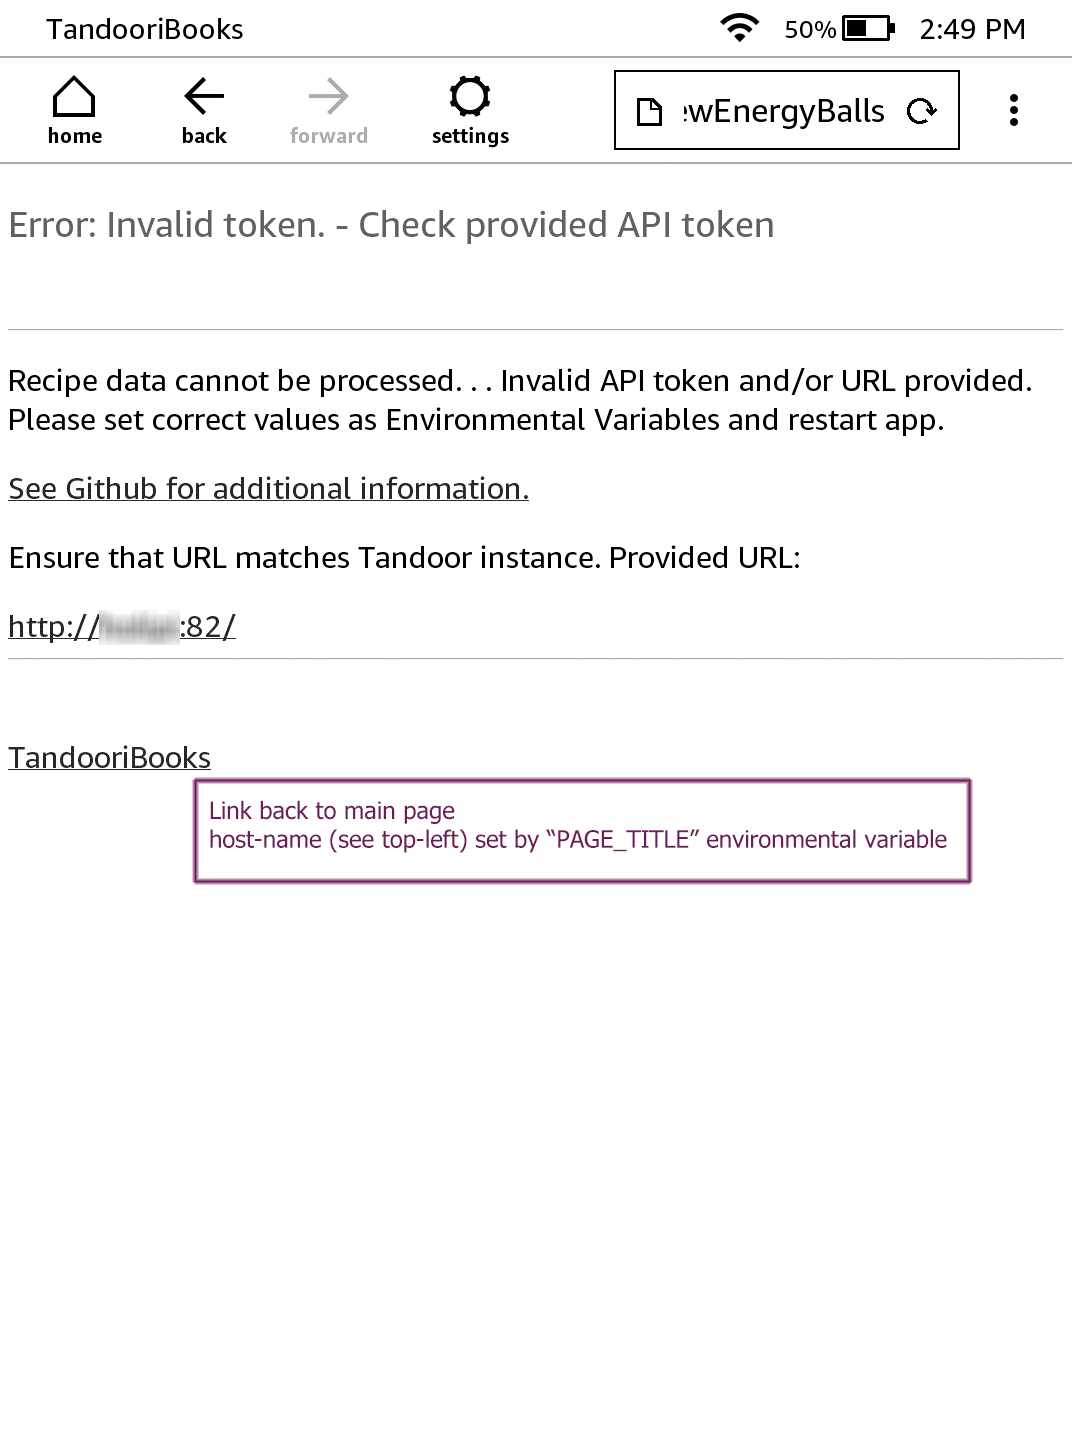 TandooriBooks
50%
2:49 PM
home
back
forward
settings
wEnergyBalls
Error: Invalid token. - Check provided API token
Recipe data cannot be processed. . . Invalid API token and/or URL provided.
Please set correct values as Environmental Variables and restart app.
See Github for additional information.
Ensure that URL matches Tandoor instance. Provided URL:
http:// :82/
TandooriBooks
Link back to main page
host-name (see top-left) set by “PAGE_TITLE” environmental variable